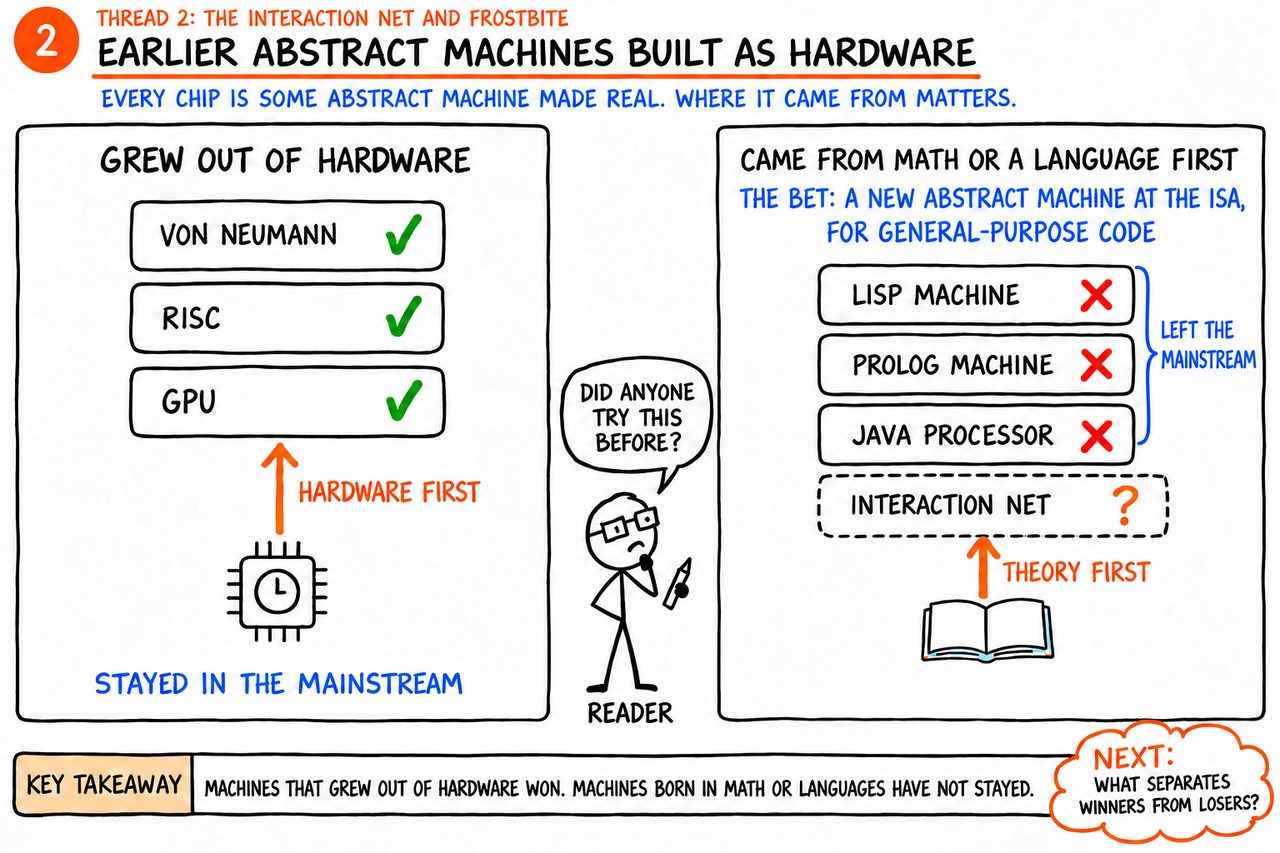 2
THREAD 2: THE INTERACTION NET AND FROSTBITE
EARLIER ABSTRACT MACHINES BUILT AS HARDWARE
EVERY CHIP IS SOME ABSTRACT MACHINE MADE REAL. WHERE IT CAME FROM MATTERS.
GREW OUT OF HARDWARE
VON NEUMANN
RISC
GPU
HARDWARE FIRST
STAYED IN THE MAINSTREAM
DID ANYONE
TRY THIS
BEFORE?
READER
CAME FROM MATH OR A LANGUAGE FIRST
THE BET: A NEW ABSTRACT MACHINE AT THE ISA,
FOR GENERAL-PURPOSE CODE
LISP MACHINE
PROLOG MACHINE
JAVA PROCESSOR
LEFT THE
MAINSTREAM
INTERACTION NET ?
THEORY FIRST
KEY TAKEAWAY
MACHINES THAT GREW OUT OF HARDWARE WON. MACHINES BORN IN MATH OR LANGUAGES HAVE NOT STAYED.
NEXT:
WHAT SEPARATES
WINNERS FROM LOSERS?